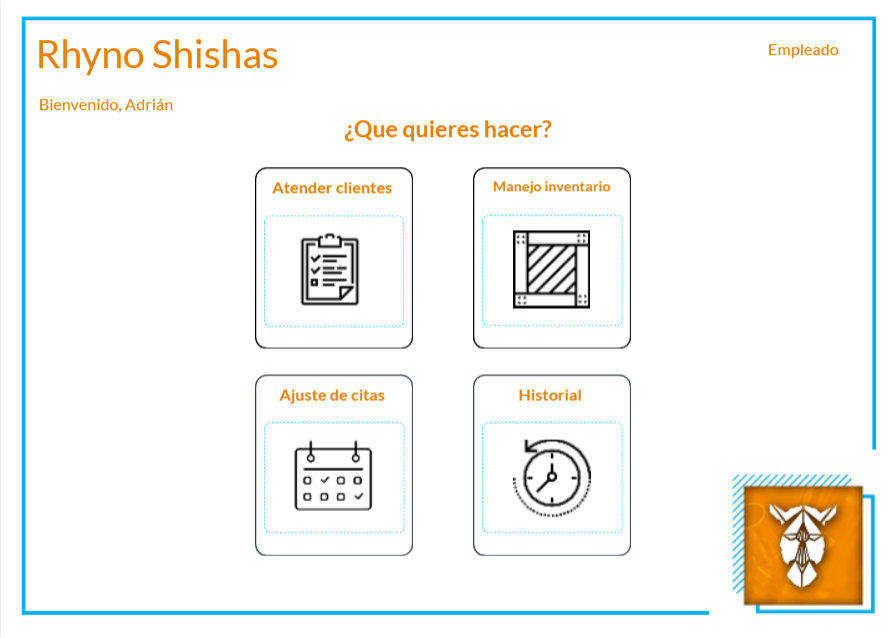 Rhyno Shishas
Empleado
Bienvenido, Adrián
¿Que quieres hacer?
Atender clientes
Manejo inventario
Ajuste de citas
Historial